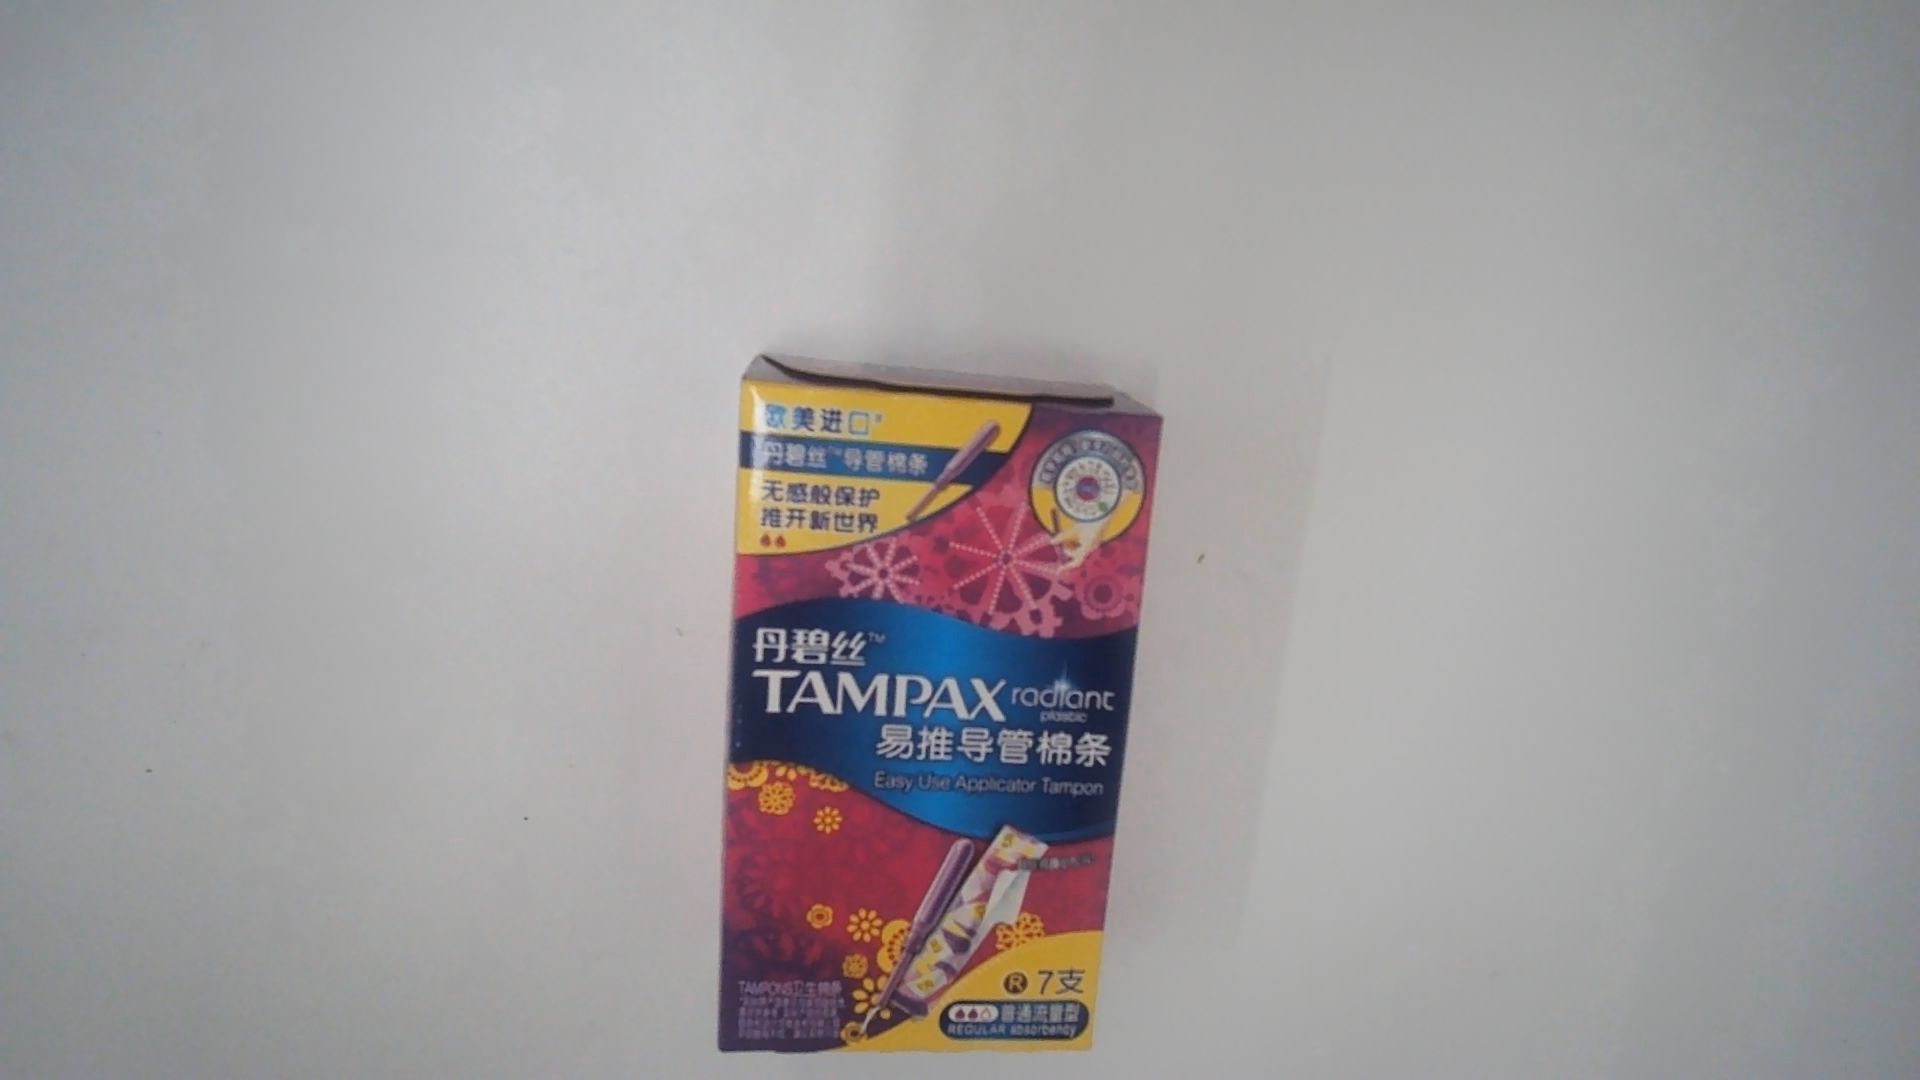 欧美进口*
丹碧丝™导管棉条
无感般保护
推开新世界
丹碧丝™
TAMPAX radiant
plastic
易推导管棉条
Easy Use Applicator Tampon
R 7支
普通流量型
REGULAR absorbency
TAMPONS卫生棉条